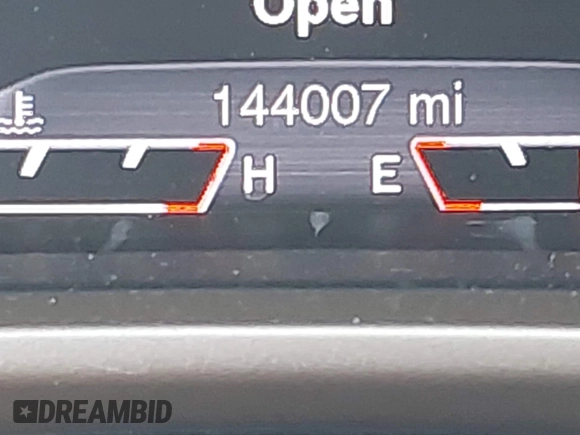 Open
144007 mi
H E
DREAMBID